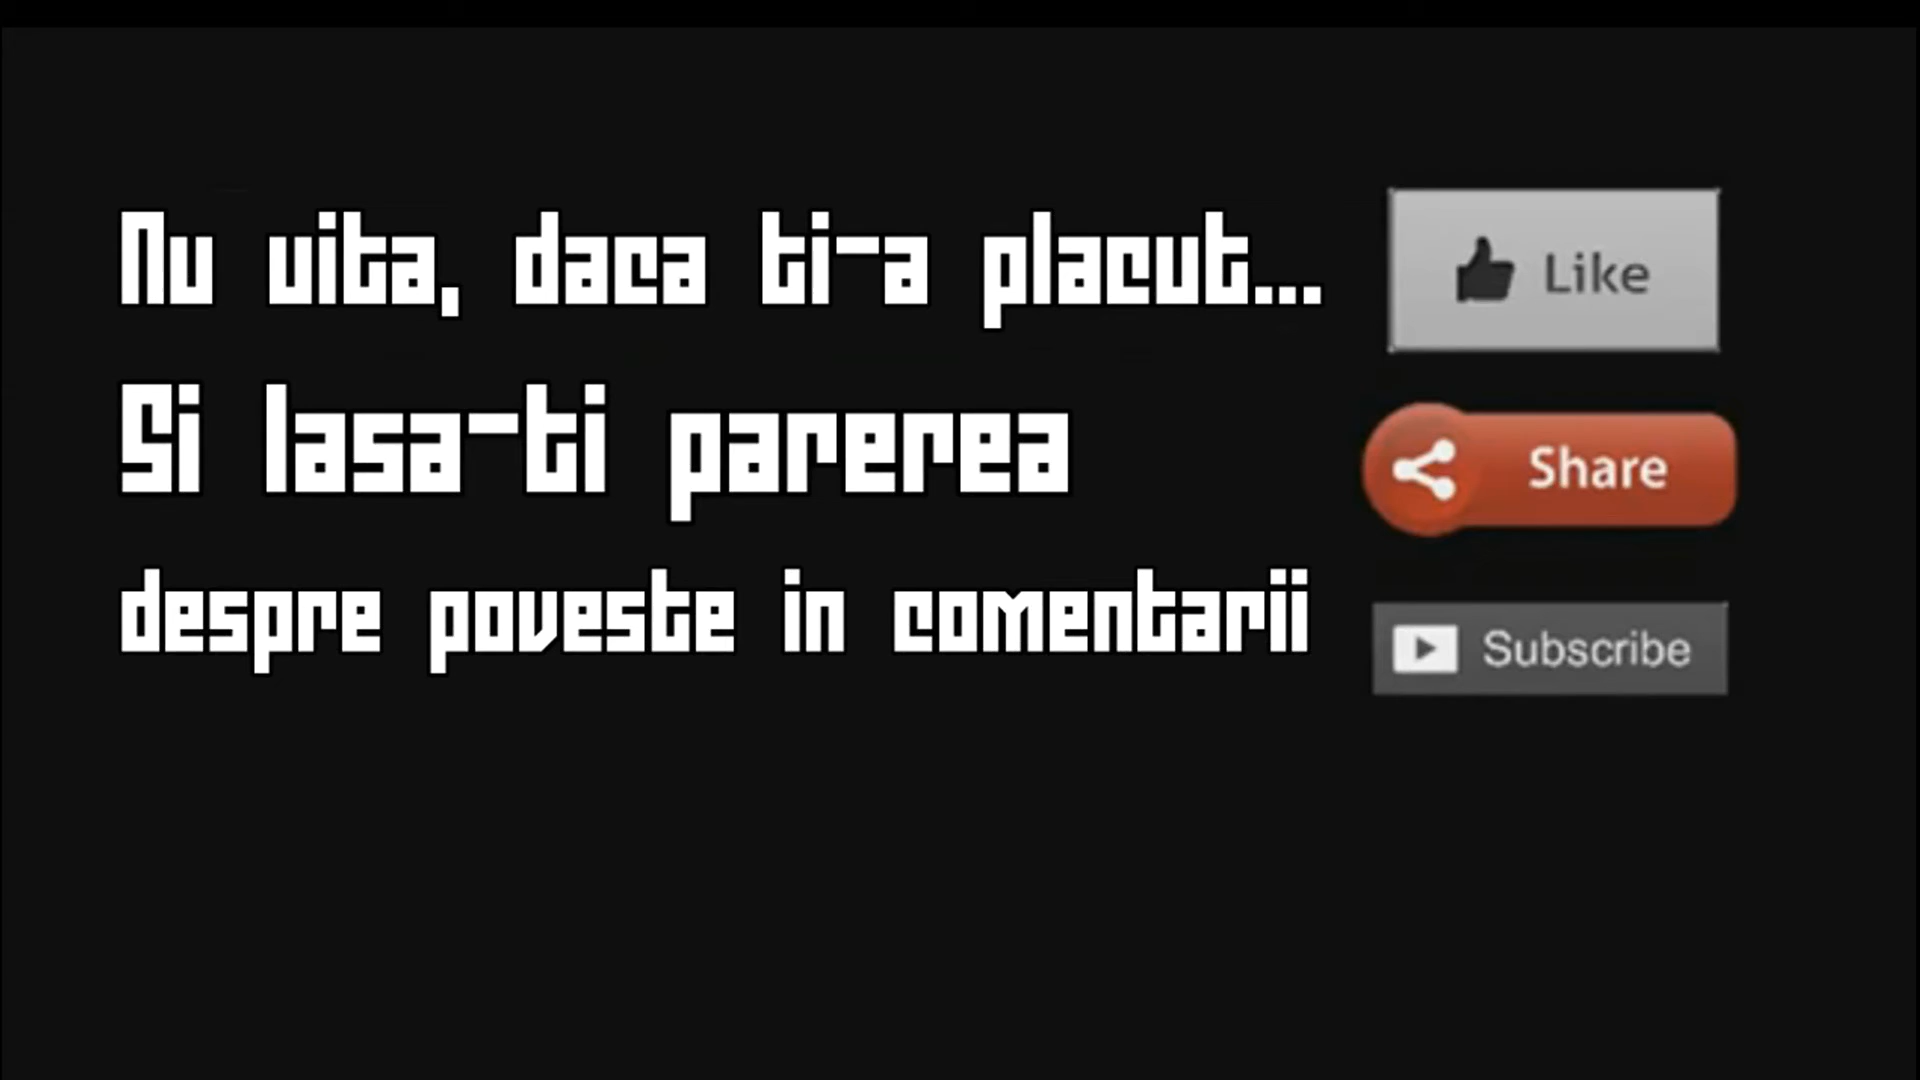 Nu uita, daca ti-a placut...
Like
Si lasa-ti parerea
Share
despre poveste in comentarii
Subscribe